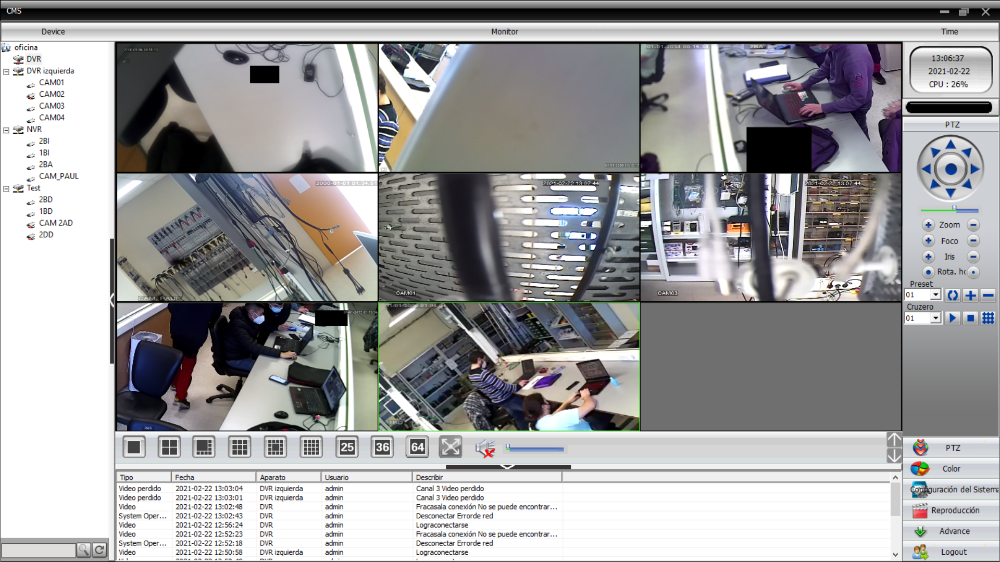 CMS
Device
Monitor
Time
oficina
DVR
DVR izquierda
CAM01
CAM02
CAM03
CAM04
NVR
2BI
1BI
2BA
CAM_PAUL
Test
2BD
1BD
CAM 2AD
2DD
01-01-2034 00:15:34
2BA
2000-01-01 01:34:51
CAM_PAUL
2021-02-22 13:07:44
CAM01
2021-02-22 13:07:44
CAM03
2BD
1BD
13:06:37
2021-02-22
CPU : 26%
PTZ
Zoom
Foco
Iris
Rota. ho
Preset
01
Cruzero
01
25
36
64
Tipo Fecha Aparato Usuario Describir
Video perdido 2021-02-22 13:03:04 DVR izquierda admin Canal 3 Video perdido
Video perdido 2021-02-22 13:03:01 DVR izquierda admin Canal 3 Video perdido
Video 2021-02-22 13:02:48 DVR admin Fracasala conexión No se puede encontrar...
System Oper... 2021-02-22 13:02:43 DVR admin Desconectar Errorde red
Video 2021-02-22 12:56:24 DVR admin Lograconectarse
Video 2021-02-22 12:52:23 DVR admin Fracasala conexión No se puede encontrar...
System Oper... 2021-02-22 12:52:18 DVR admin Desconectar Errorde red
Video 2021-02-22 12:50:58 DVR izquierda admin Lograconectarse
PTZ
Color
Configuración del Sistema
Reproducción
Advance
Logout